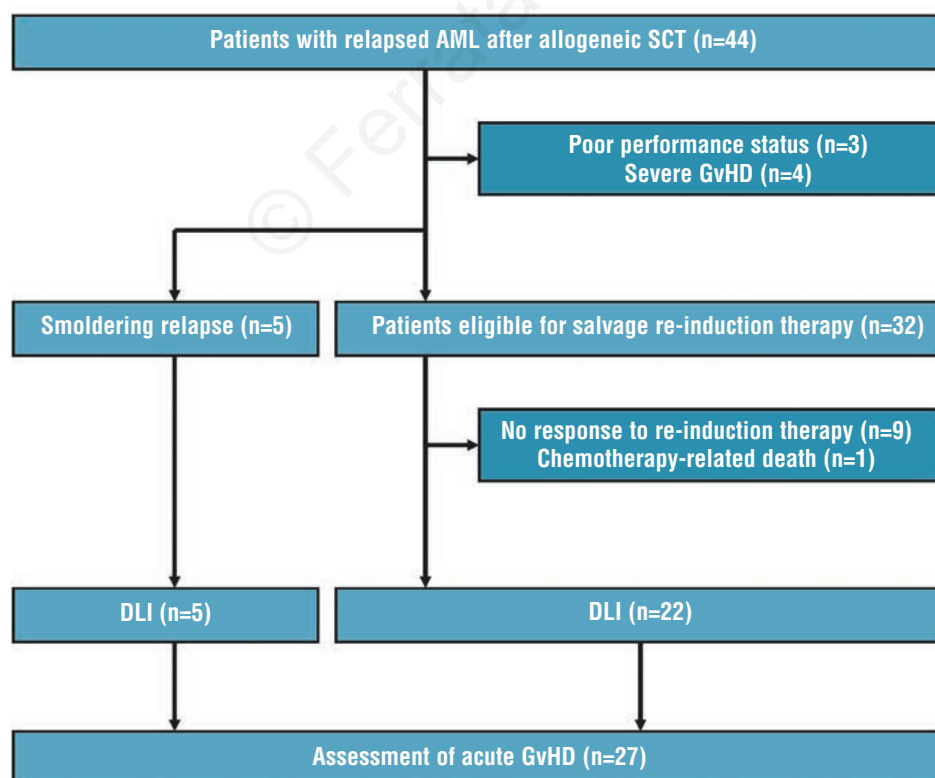 Patients with relapsed AML after allogeneic SCT (n=44)
Poor performance status (n=3)
Severe GvHD (n=4)
Smoldering relapse (n=5)
Patients eligible for salvage re-induction therapy (n=32)
No response to re-induction therapy (n=9)
Chemotherapy-related death (n=1)
DLI (n=5)
DLI (n=22)
Assessment of acute GvHD (n=27)
© Ferrata